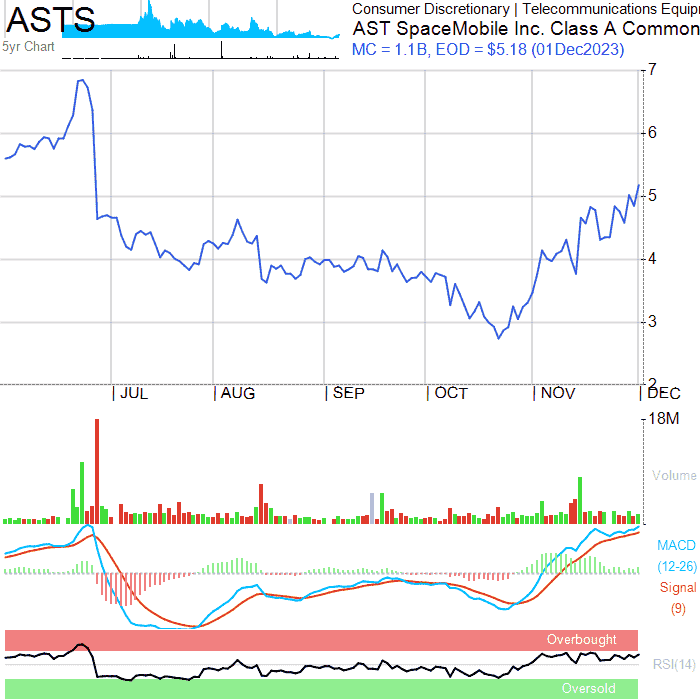 ASTS
5yr Chart
Consumer Discretionary | Telecommunications Equip
AST SpaceMobile Inc. Class A Common
MC = 1.1B, EOD = $5.18 (01Dec2023)
7
6
5
4
3
2
JUL AUG SEP OCT NOV DEC
18M
Volume
MACD
(12-26)
Signal
(9)
Overbought
RSI(14)
Oversold